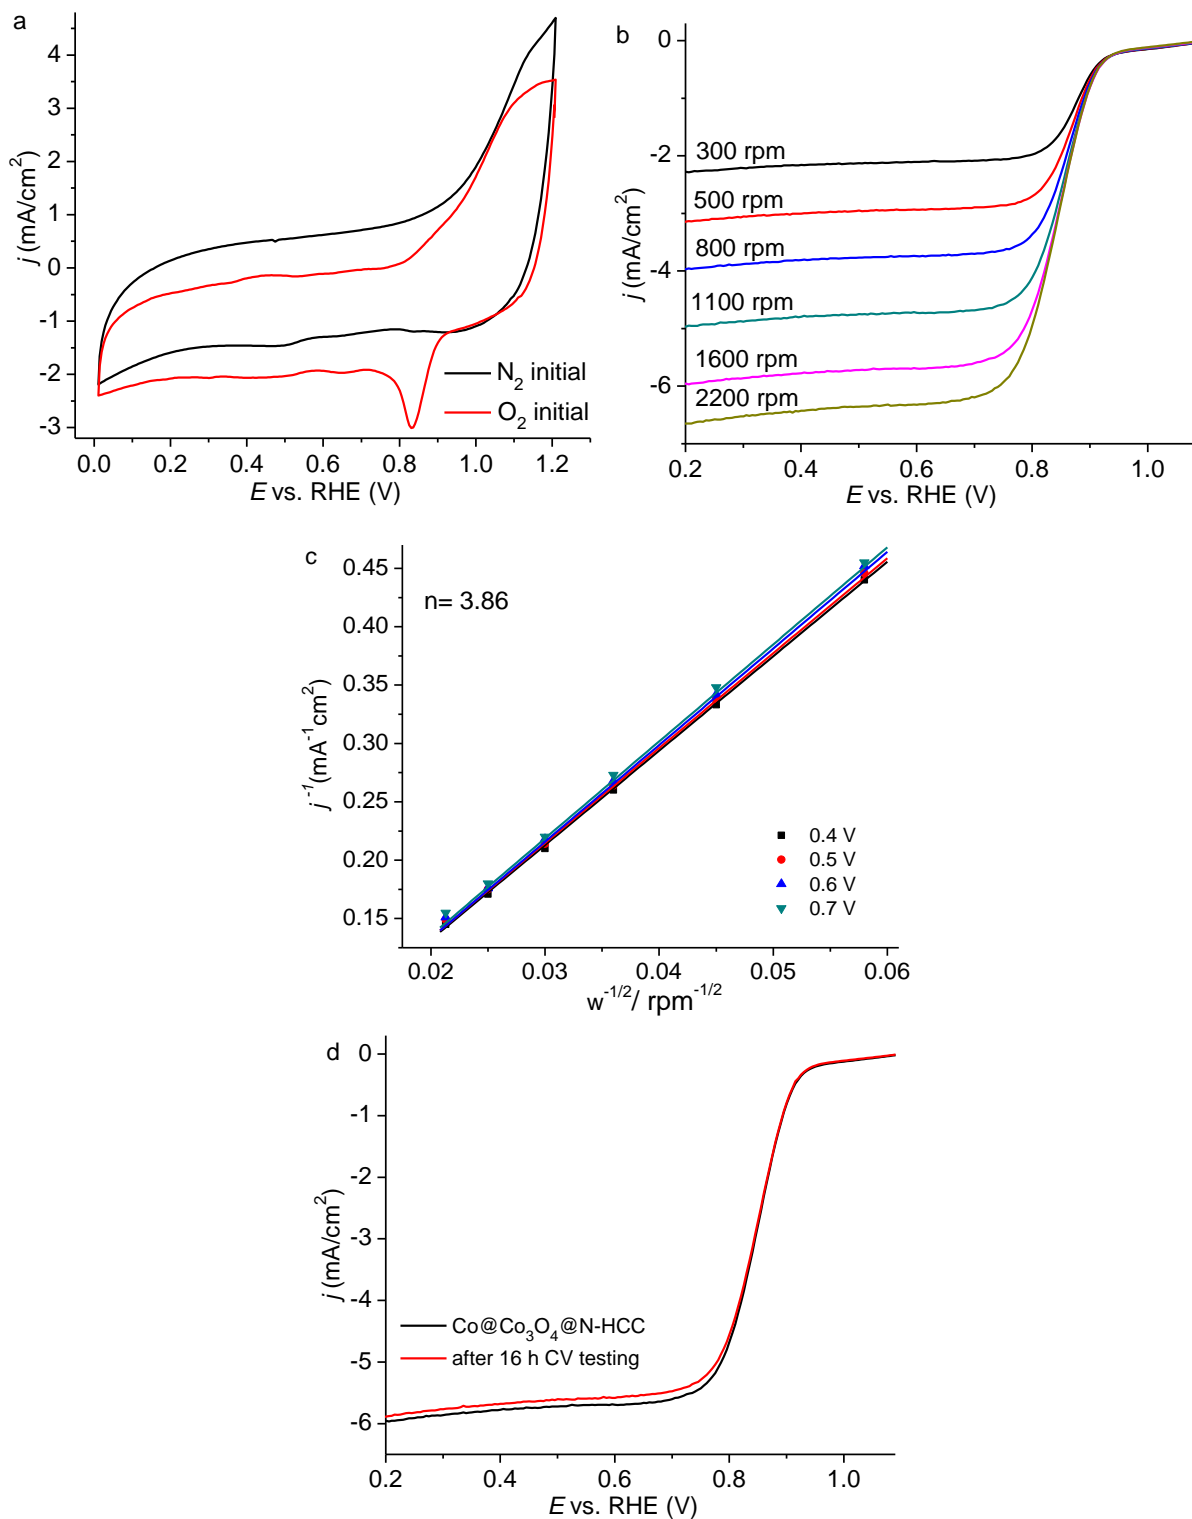 a
4
3
2
1
0
-1
-2
-3
j (mA/cm²)
N₂ initial
O₂ initial
0.0 0.2 0.4 0.6 0.8 1.0 1.2
E vs. RHE (V)
b
0
-2
-4
-6
j (mA/cm²)
300 rpm
500 rpm
800 rpm
1100 rpm
1600 rpm
2200 rpm
0.2 0.4 0.6 0.8 1.0
E vs. RHE (V)
c
n= 3.86
0.45
0.40
0.35
0.30
0.25
0.20
0.15
j⁻¹(mA⁻¹cm²)
0.4 V
0.5 V
0.6 V
0.7 V
0.02 0.03 0.04 0.05 0.06
w⁻¹/²/ rpm⁻¹/²
d
0
-1
-2
-3
-4
-5
-6
j (mA/cm²)
Co@Co₃O₄@N-HCC
after 16 h CV testing
0.2 0.4 0.6 0.8 1.0
E vs. RHE (V)